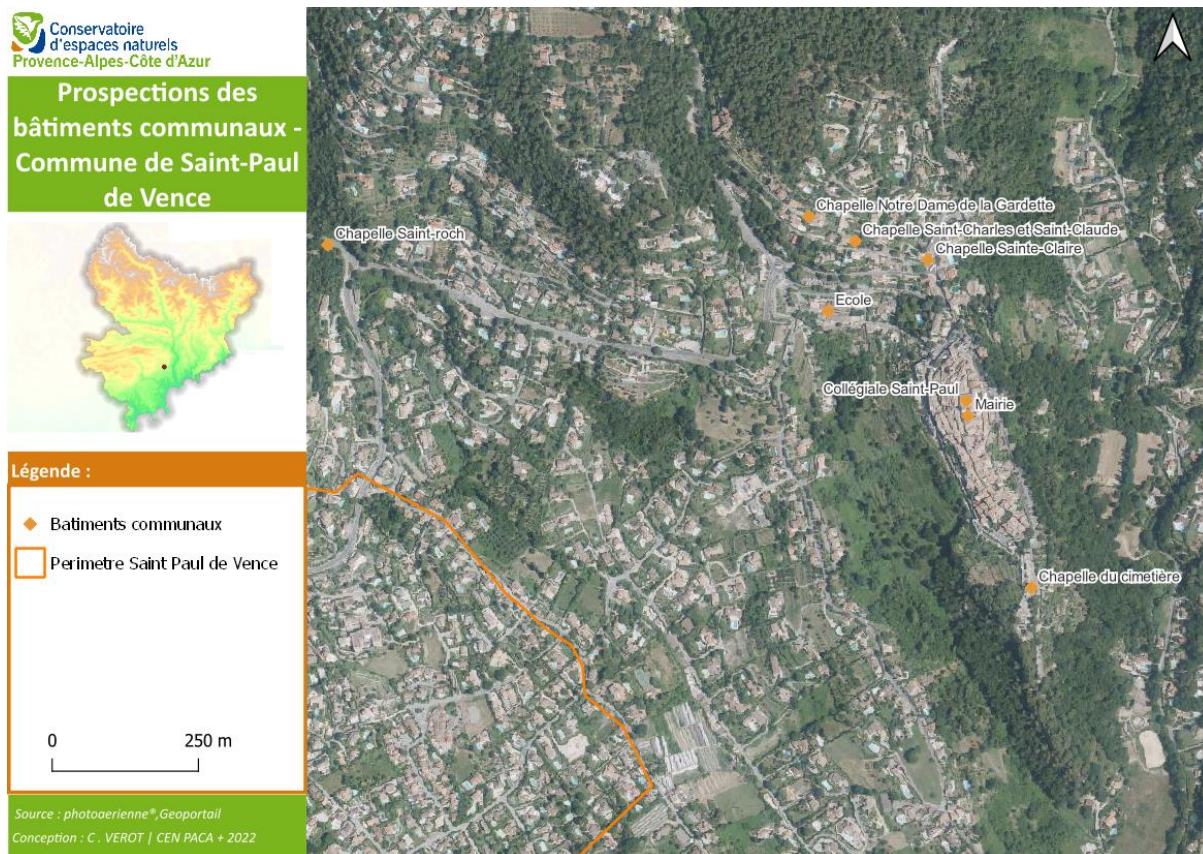 Conservatoire
d'espaces naturels
Provence-Alpes-Côte d'Azur
Prospections des
bâtiments communaux -
Commune de Saint-Paul
de Vence
Légende :
Batiments communaux
Perimetre Saint Paul de Vence
0 250 m
Source : photoaerienne®,Geoportail
Conception : C . VEROT | CEN PACA + 2022
Chapelle Saint-roch
Chapelle Notre Dame de la Gardette
Chapelle Saint-Charles et Saint-Claude
Chapelle Sainte-Claire
Ecole
Collégiale Saint-Paul
Mairie
Chapelle du cimetière